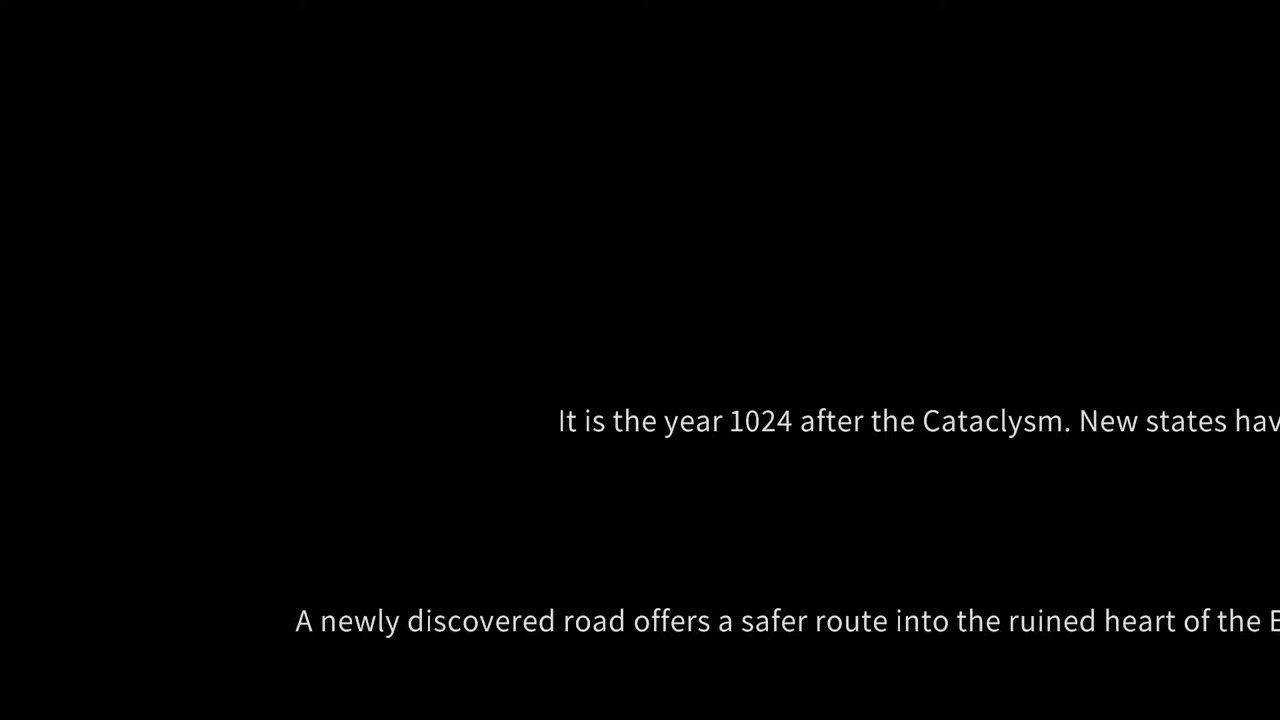 It is the year 1024 after the Cataclysm. New states hav
A newly discovered road offers a safer route into the ruined heart of the E